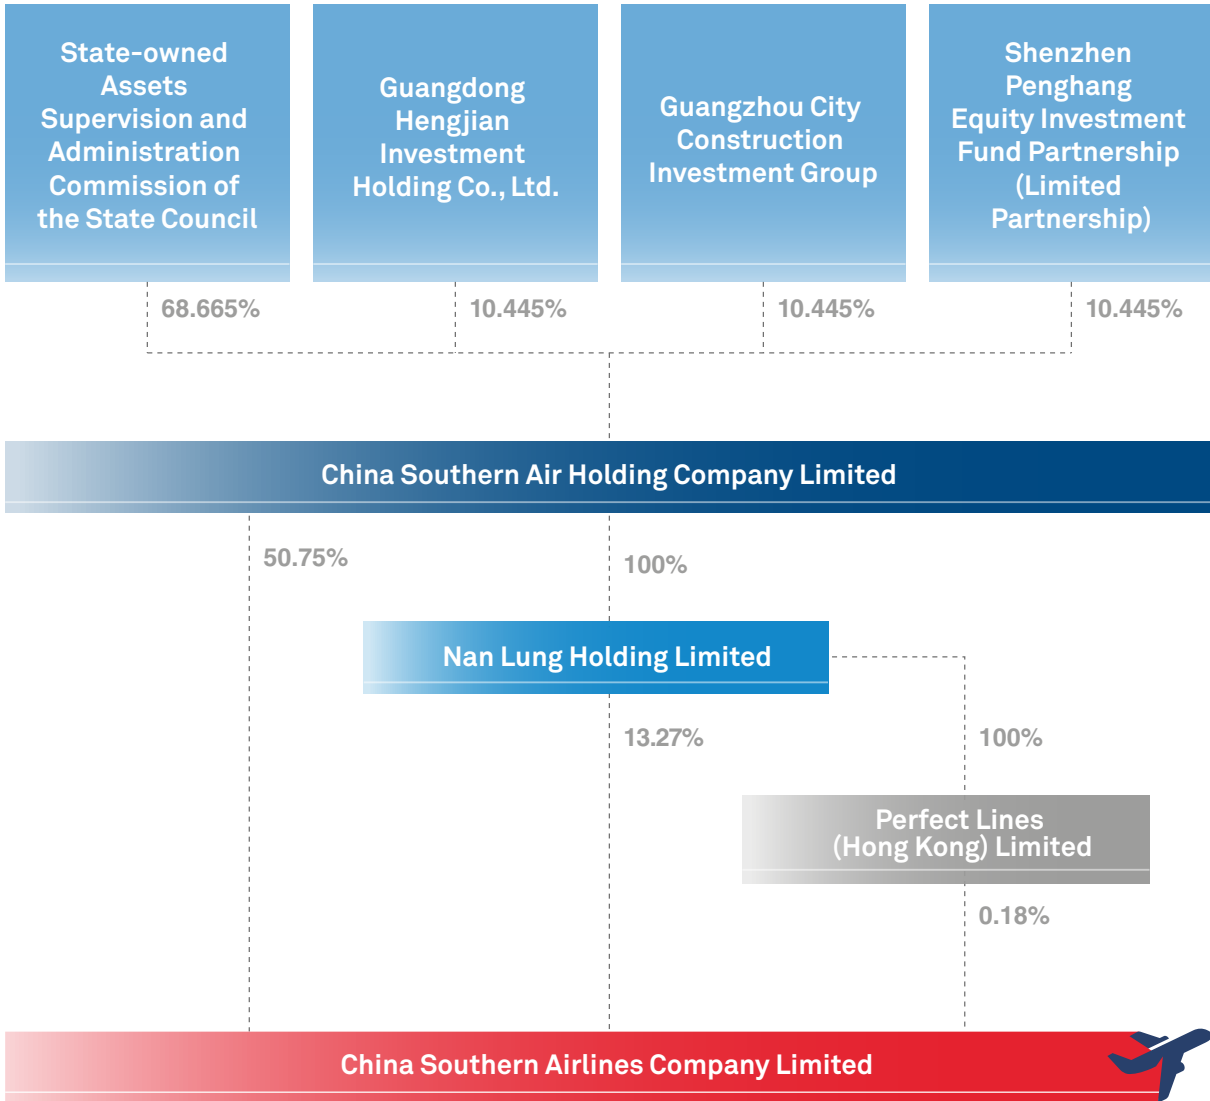 State-owned
Assets
Supervision and
Administration
Commission of
the State Council
Guangdong
Hengjian
Investment
Holding Co., Ltd.
Guangzhou City
Construction
Investment Group
Shenzhen
Penghang
Equity Investment
Fund Partnership
(Limited
Partnership)
68.665%
10.445%
10.445%
10.445%
China Southern Air Holding Company Limited
50.75%
100%
Nan Lung Holding Limited
13.27%
100%
Perfect Lines
(Hong Kong) Limited
0.18%
China Southern Airlines Company Limited